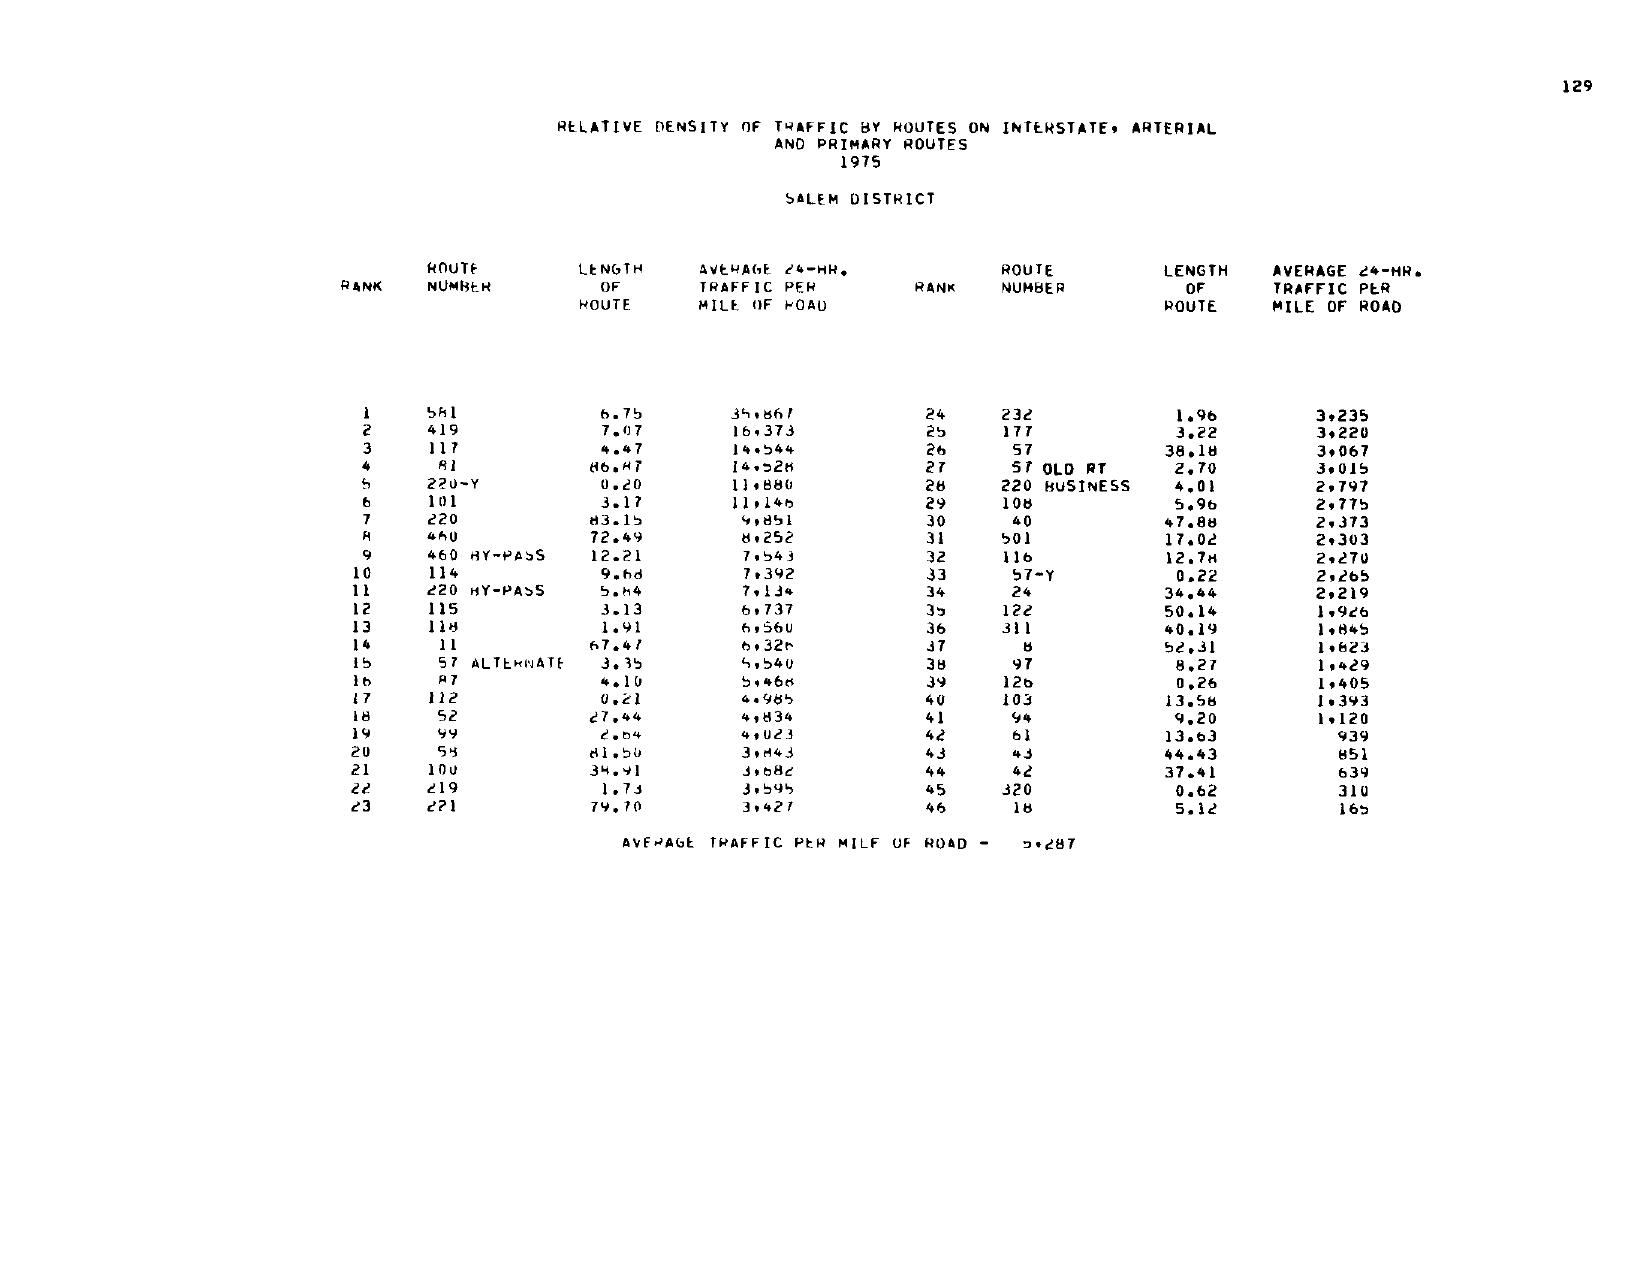 129
RELATIVE DENSITY OF TRAFFIC BY ROUTES ON INTERSTATE, ARTERIAL
AND PRIMARY ROUTES
1975
SALEM DISTRICT
ROUTE LENGTH AVERAGE 24-HR. ROUTE LENGTH AVERAGE 24-HR.
RANK NUMBER OF TRAFFIC PER RANK NUMBER OF TRAFFIC PER
ROUTE MILE OF ROAD ROUTE MILE OF ROAD
1 581 6.75 35,867 24 232 1.96 3,235
2 419 7.07 16,373 25 177 3.22 3,220
3 117 4.47 14,544 26 57 38.18 3,067
4 81 86.87 14,528 27 57 OLD RT 2.70 3,015
5 220-Y 0.20 11,880 28 220 BUSINESS 4.01 2,797
6 101 3.17 11,146 29 108 5.96 2,775
7 220 83.15 9,851 30 40 47.88 2,373
8 460 72.49 8,252 31 501 17.02 2,303
9 460 BY-PASS 12.21 7,543 32 116 12.78 2,270
10 114 9.68 7,392 33 57-Y 0.22 2,265
11 220 BY-PASS 5.84 7,134 34 24 34.44 2,219
12 115 3.13 6,737 35 122 50.14 1,926
13 118 1.91 6,560 36 311 40.19 1,845
14 11 67.47 6,326 37 8 52.31 1,823
15 57 ALTERNATE 3.35 5,540 38 97 8.27 1,429
16 87 4.10 5,468 39 126 0.26 1,405
17 112 0.21 4,985 40 103 13.58 1,393
18 52 27.44 4,834 41 94 9.20 1,120
19 99 2.64 4,023 42 61 13.63 939
20 58 81.50 3,843 43 43 44.43 851
21 100 38.91 3,682 44 42 37.41 639
22 219 1.73 3,595 45 320 0.62 310
23 221 79.70 3,427 46 18 5.12 165
AVERAGE TRAFFIC PER MILE OF ROAD - 5,287